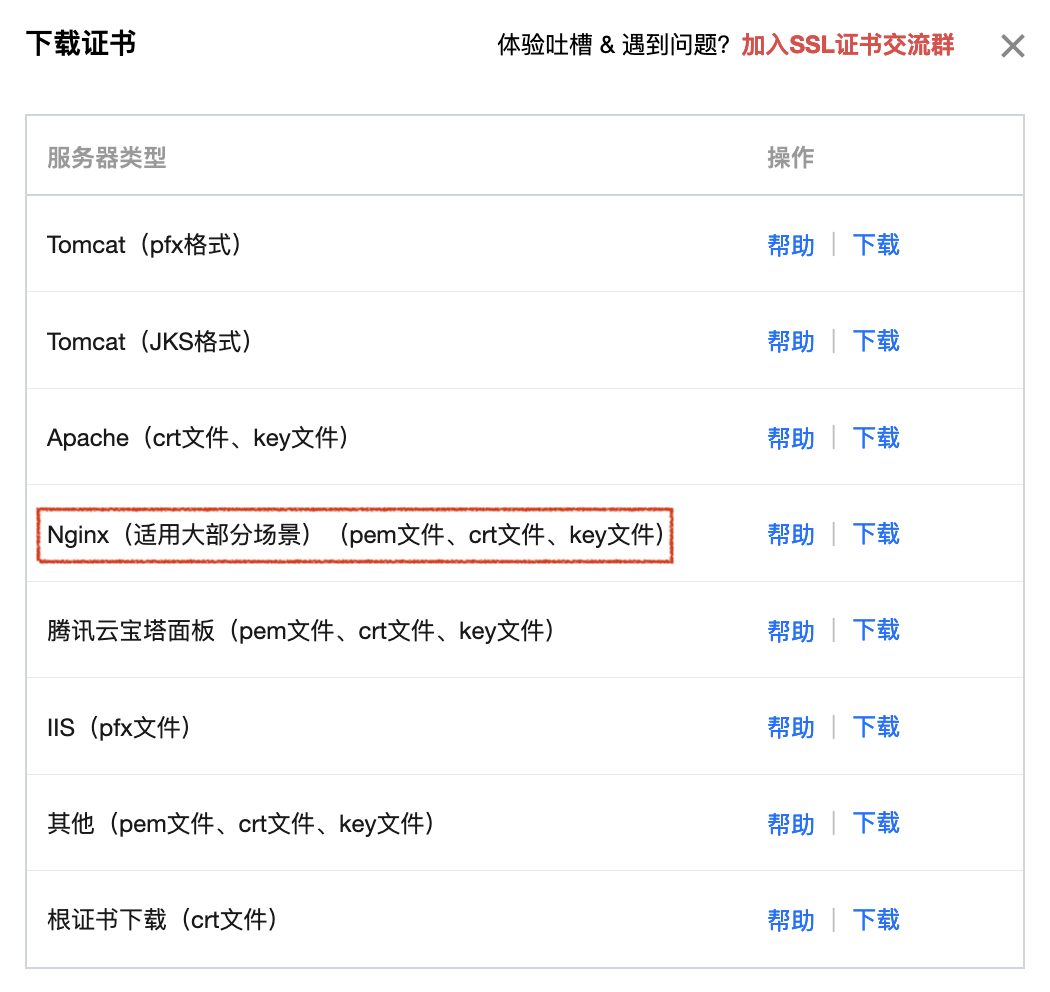 下载证书 体验吐槽 & 遇到问题? 加入SSL证书交流群
服务器类型 操作
Tomcat（pfx格式） 帮助 | 下载
Tomcat（JKS格式） 帮助 | 下载
Apache（crt文件、key文件） 帮助 | 下载
Nginx（适用大部分场景）（pem文件、crt文件、key文件） 帮助 | 下载
腾讯云宝塔面板（pem文件、crt文件、key文件） 帮助 | 下载
IIS（pfx文件） 帮助 | 下载
其他（pem文件、crt文件、key文件） 帮助 | 下载
根证书下载（crt文件） 帮助 | 下载